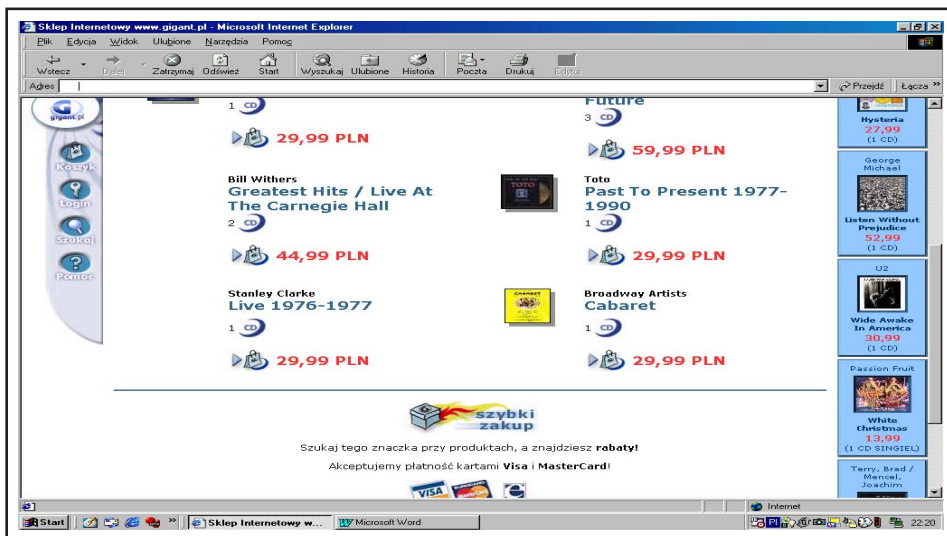 Sklep Internetowy www.gigant.pl - Microsoft Internet Explorer
Plik Edycja Widok Ulubione Narzędzia Pomoc
Wstecz Dalej Zatrzymaj Odśwież Start Wyszukaj Ulubione Historia Poczta Drukuj Edytuj
Adres Przejdź Łącza »
gigant.pl
Koszyk
Login
Szukaj
Pomoc
1 CD
29,99 PLN
Future
3 CD
59,99 PLN
Bill Withers
Greatest Hits / Live At
The Carnegie Hall
2 CD
44,99 PLN
TOTO
Toto
Past To Present 1977-
1990
1 CD
29,99 PLN
Stanley Clarke
Live 1976-1977
1 CD
29,99 PLN
CABARET
Broadway Artists
Cabaret
1 CD
29,99 PLN
szybki
zakup
Szukaj tego znaczka przy produktach, a znajdziesz rabaty!
Akceptujemy płatność kartami Visa i MasterCard!
VISA MasterCard
Hysteria
27,99
(1 CD)
George
Michael
Listen Without
Prejudice
52,99
(1 CD)
U2
Wide Awake
In America
30,99
(1 CD)
Passion Fruit
White
Christmas
13,99
(1 CD SINGIEL)
Terry, Brad /
Mencel,
Joachim
Internet
Start » Sklep Internetowy w... Microsoft Word Pl 22:20